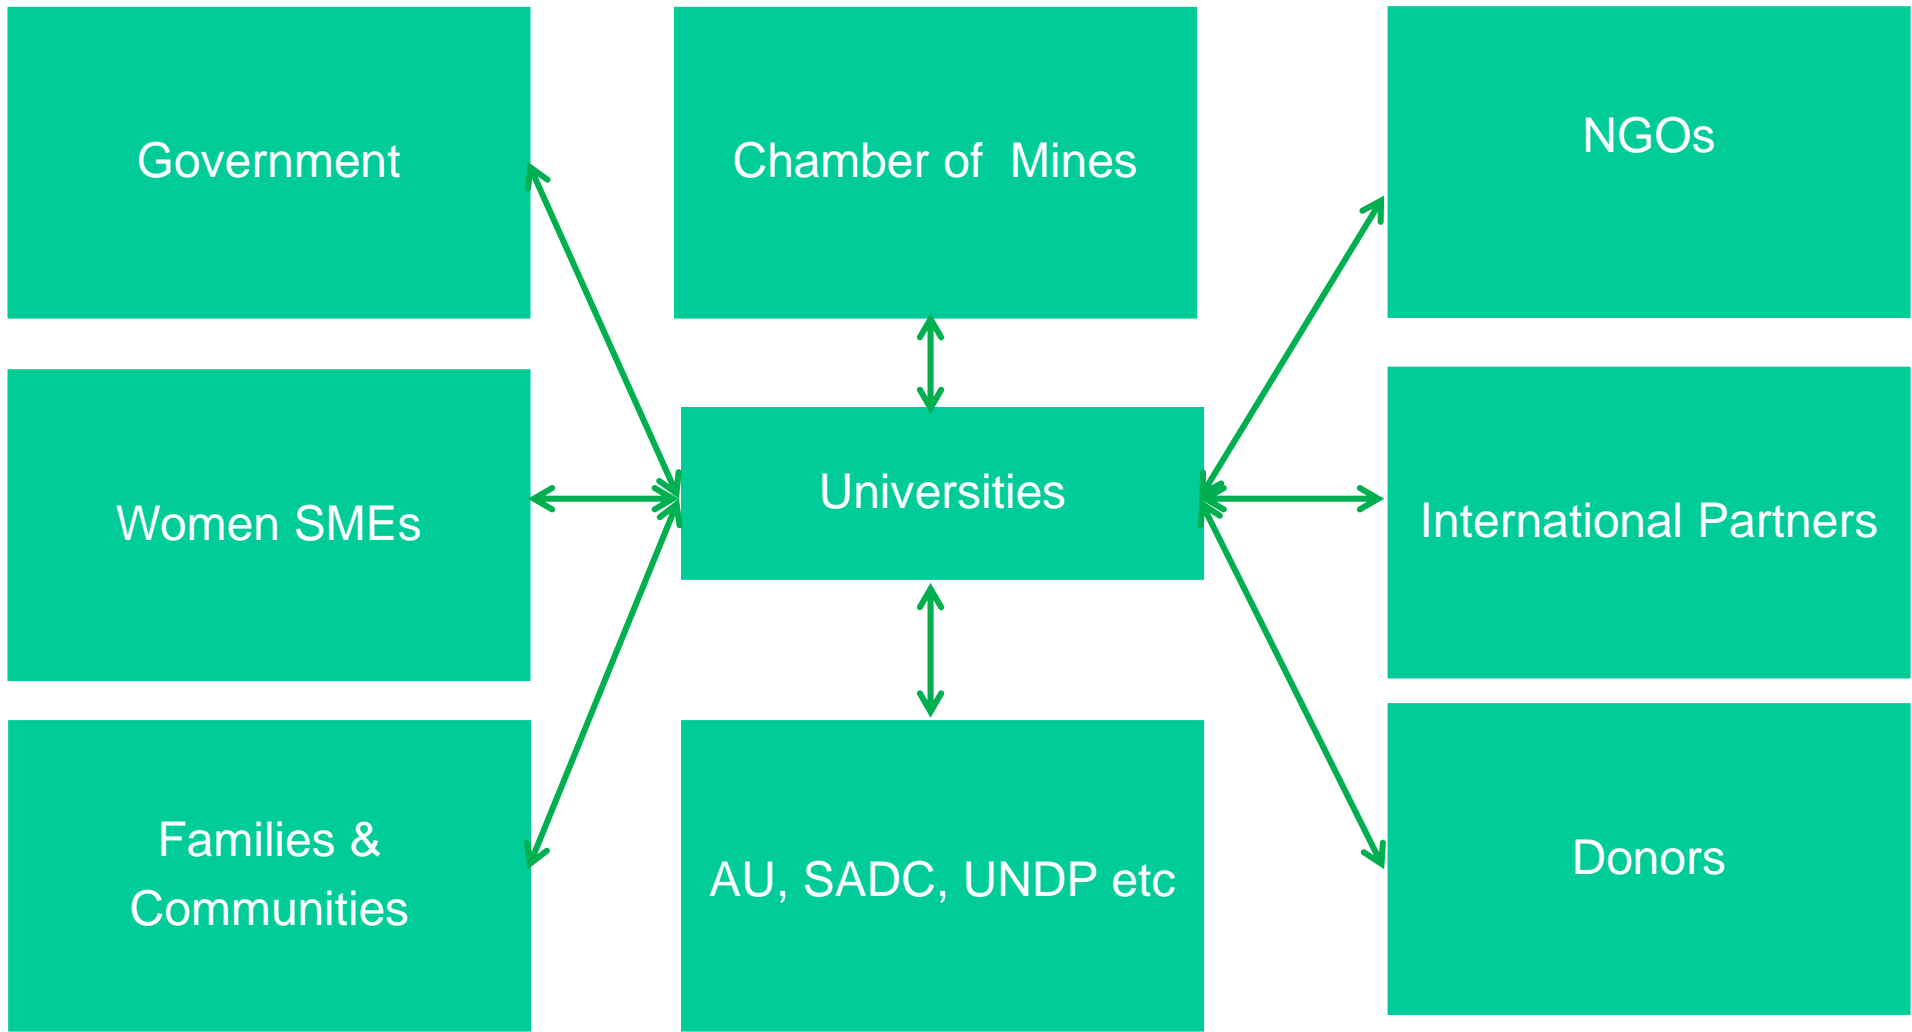 Government
Chamber of  Mines
NGOs
Women SMEs
Universities
International Partners
Families &
Communities
AU, SADC, UNDP etc
Donors